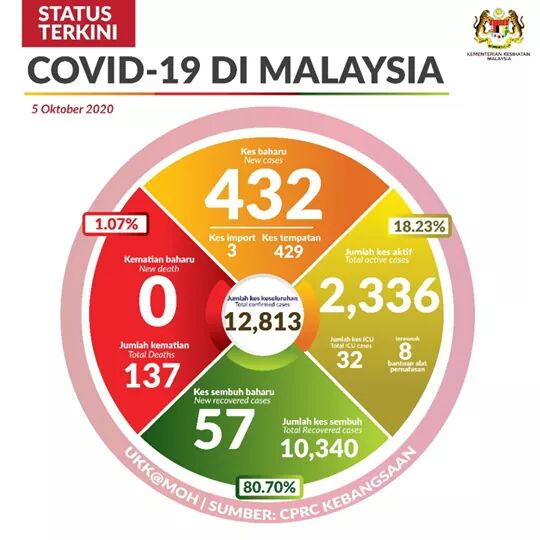 STATUS
TERKINI
KEMENTERIAN KESIHATAN
MALAYSIA
COVID-19 DI MALAYSIA
5 Oktober 2020
Kes baharu
New cases
432
Kes import
3
Kes tempatan
429
1.07%
18.23%
Kematian baharu
New death
0
Jumlah kematian
Total Deaths
137
Jumlah kes keseluruhan
Total confirmed cases
12,813
Jumlah kes aktif
Total active cases
2,336
Jumlah kes ICU
Total ICU cases
32
termasuk
8
bantuan alat
pernafasan
Kes sembuh baharu
New recovered cases
57
Jumlah kes sembuh
Total Recovered cases
10,340
80.70%
UKK@MOH | SUMBER: CPRC KEBANGSAAN